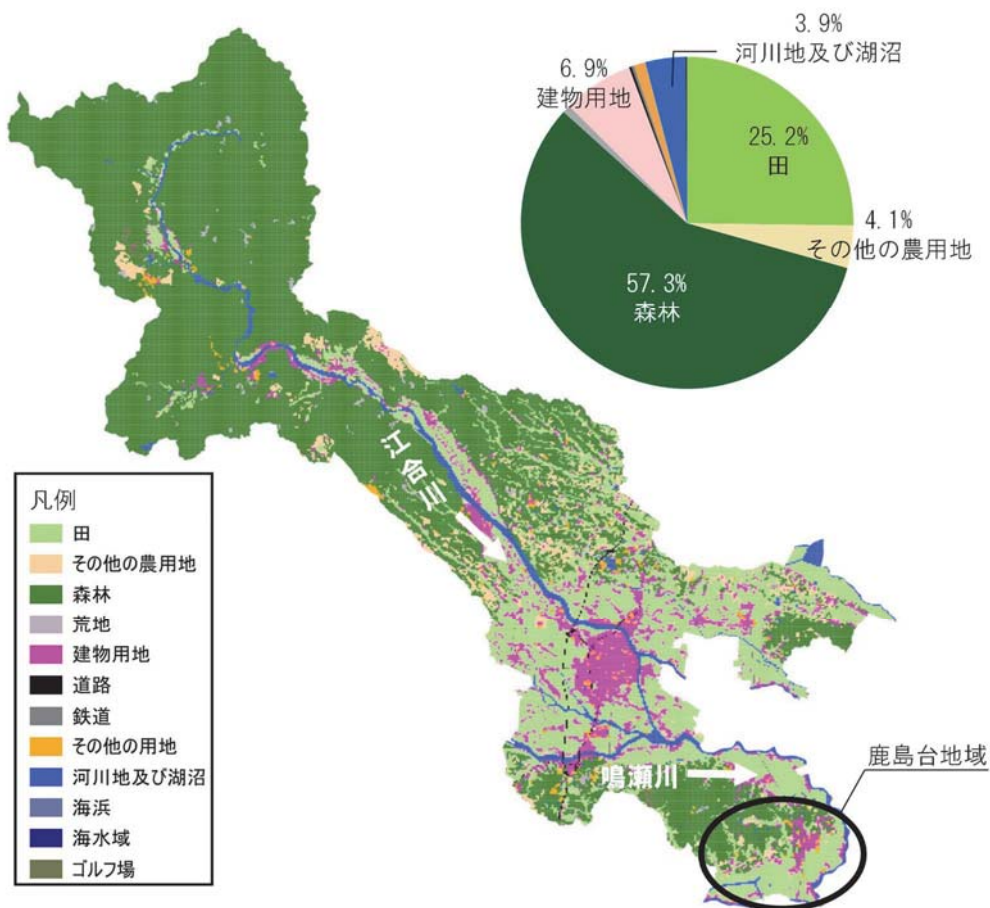 3.9%
河川地及び湖沼
6.9%
建物用地
25.2%
田
4.1%
その他の農用地
57.3%
森林
江合川
凡例
田
その他の農用地
森林
荒地
建物用地
道路
鉄道
その他の用地
河川地及び湖沼
海浜
海水域
ゴルフ場
鹿島台地域
鳴瀬川